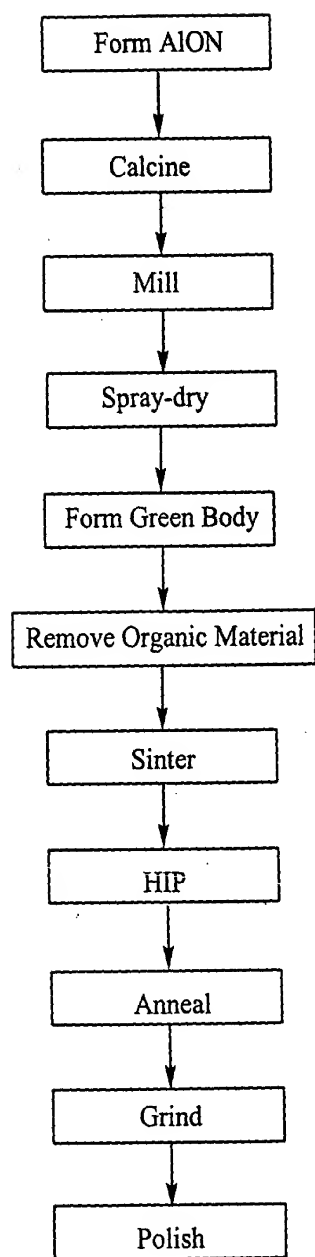 Form AlON
Calcine
Mill
Spray-dry
Form Green Body
Remove Organic Material
Sinter
HIP
Anneal
Grind
Polish